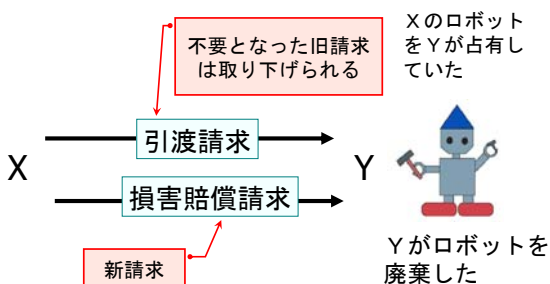 不要となった旧請求
は取り下げられる
Xのロボット
をYが占有し
ていた
引渡請求
X
Y
損害賠償請求
新請求
Yがロボットを
廃棄した